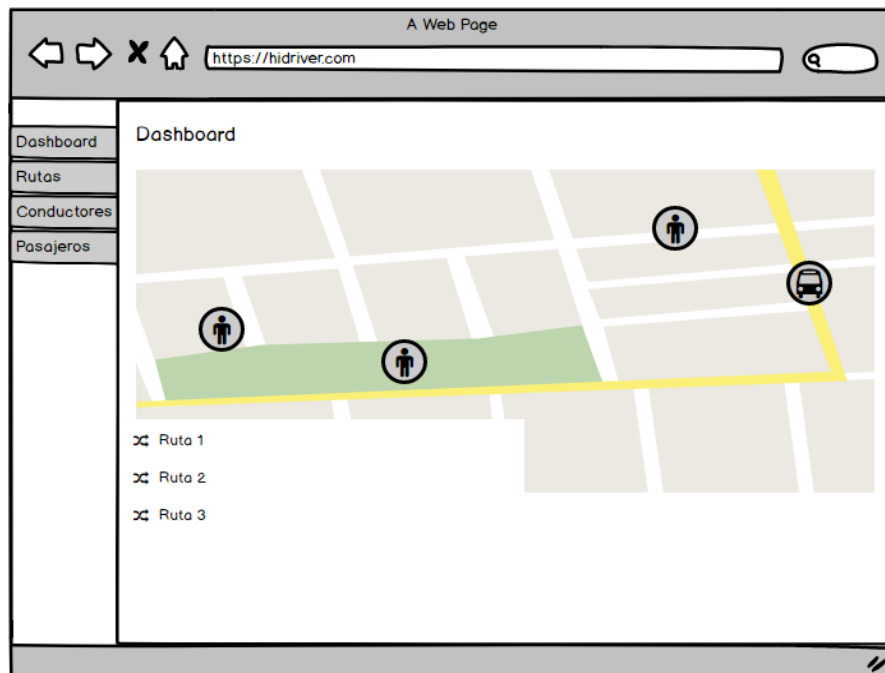 A Web Page
https://hidriver.com
Dashboard
Rutas
Conductores
Pasajeros
Dashboard
Ruta 1
Ruta 2
Ruta 3